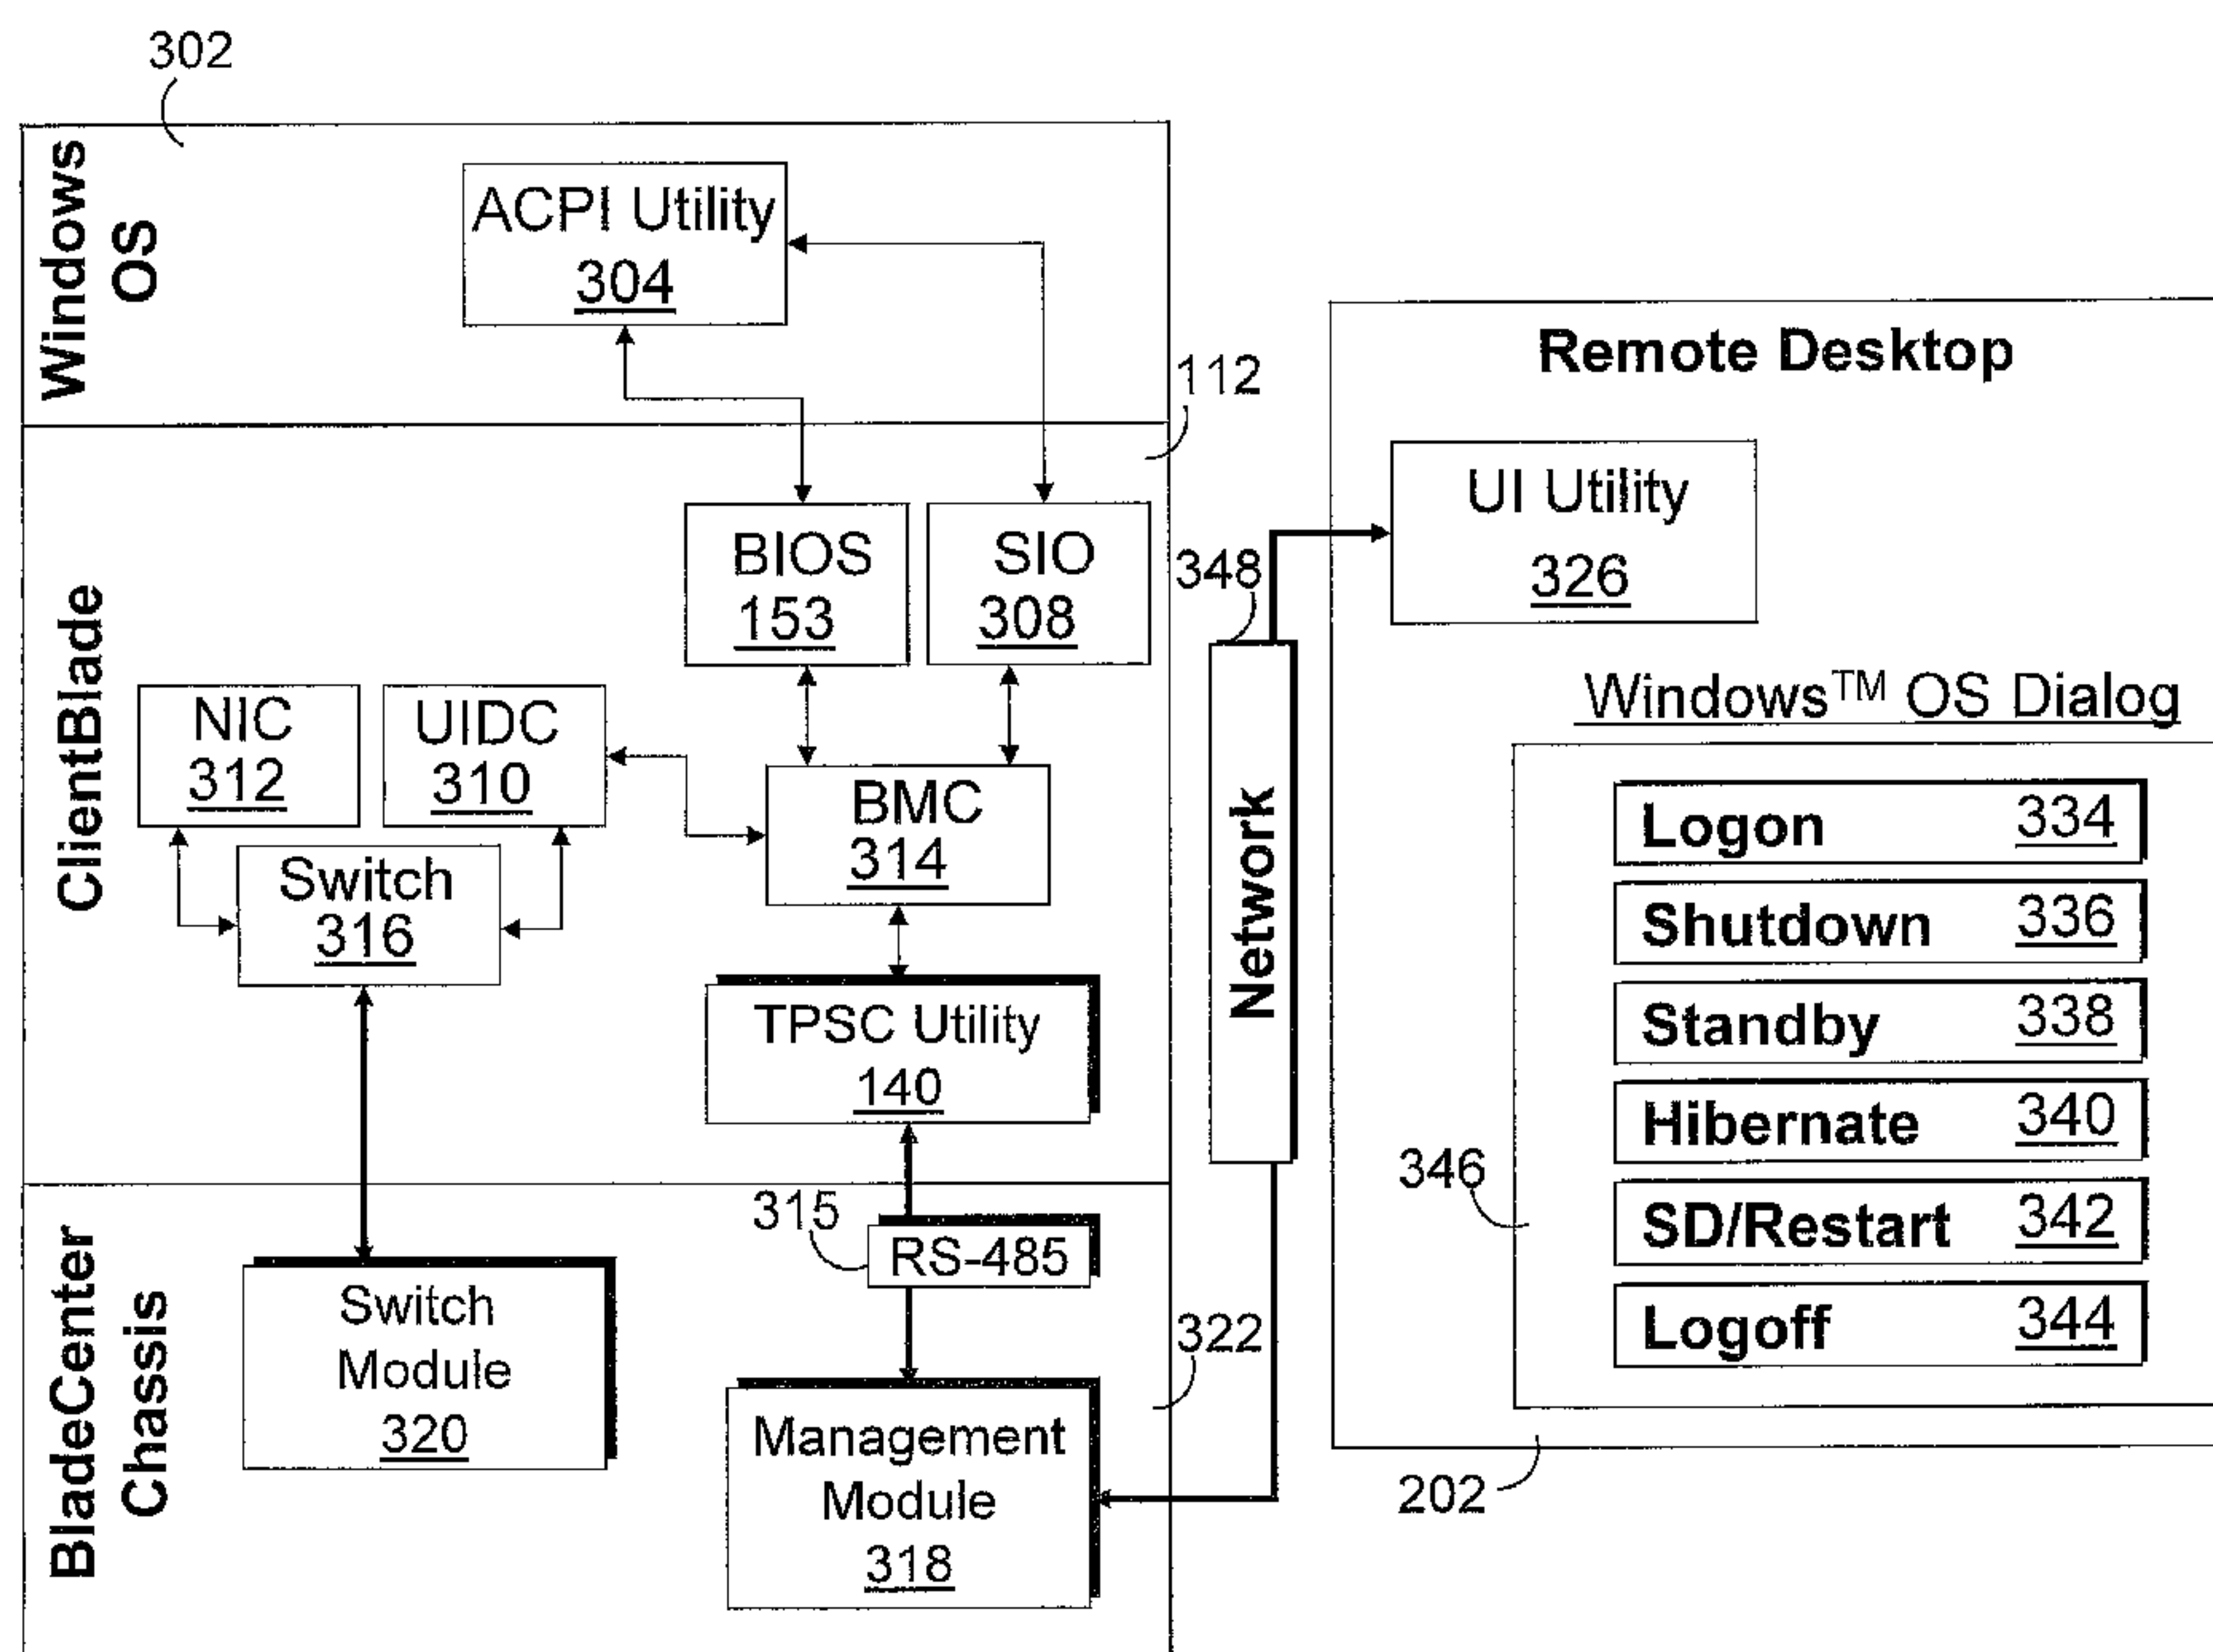 302
Windows
OS
ACPI Utility
304
112
ClientBlade
BIOS
153
SIO
308
NIC
312
UIDC
310
BMC
314
Switch
316
TPSC Utility
140
BladeCenter
Chassis
315
RS-485
Switch
Module
320
Management
Module
318
322
348
Network
Remote Desktop
UI Utility
326
Windows™ OS Dialog
Logon 334
Shutdown 336
Standby 338
Hibernate 340
SD/Restart 342
Logoff 344
346
202